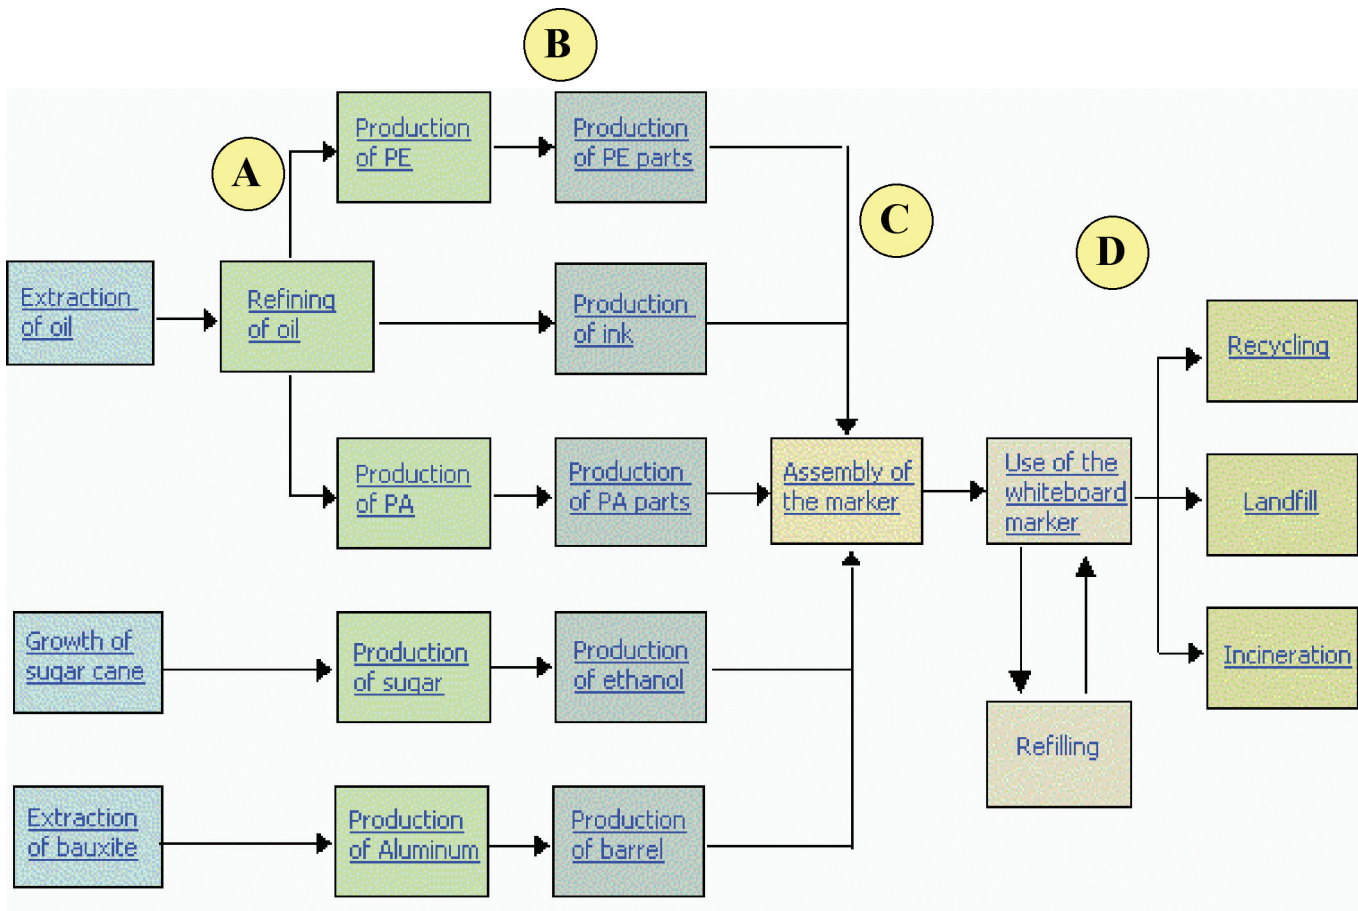 B
Production
of PE
Production
of PE parts
A
C
D
Extraction
of oil
Refining
of oil
Production
of ink
Recycling
Production
of PA
Production
of PA parts
Assembly of
the marker
Use of the
whiteboard
marker
Landfill
Growth of
sugar cane
Production
of sugar
Production
of ethanol
Incineration
Refilling
Extraction
of bauxite
Production
of Aluminum
Production
of barrel